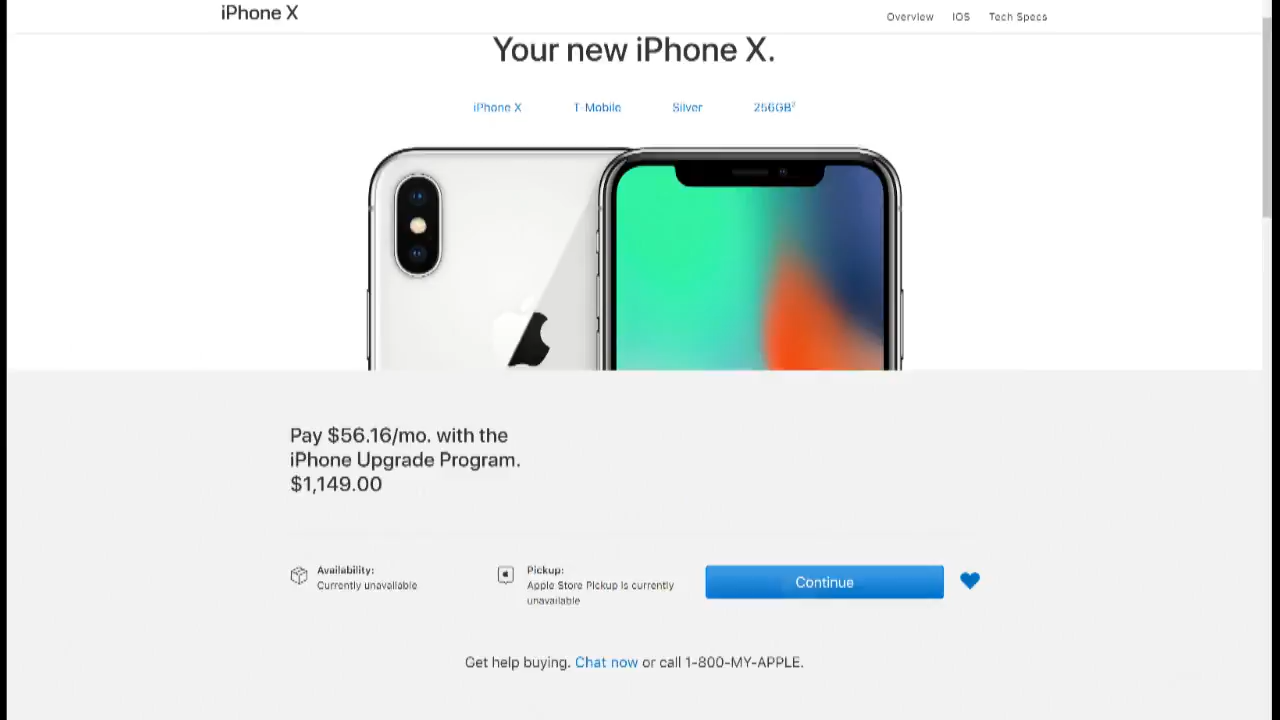 iPhone X
Overview
IOS
Tech Specs
Your new iPhone X.
iPhone X
T-Mobile
Silver
256GB²
Pay $56.16/mo. with the
iPhone Upgrade Program.
$1,149.00
Availability:
Currently unavailable
Pickup:
Apple Store Pickup is currently
unavailable
Continue
Get help buying. Chat now or call 1-800-MY-APPLE.